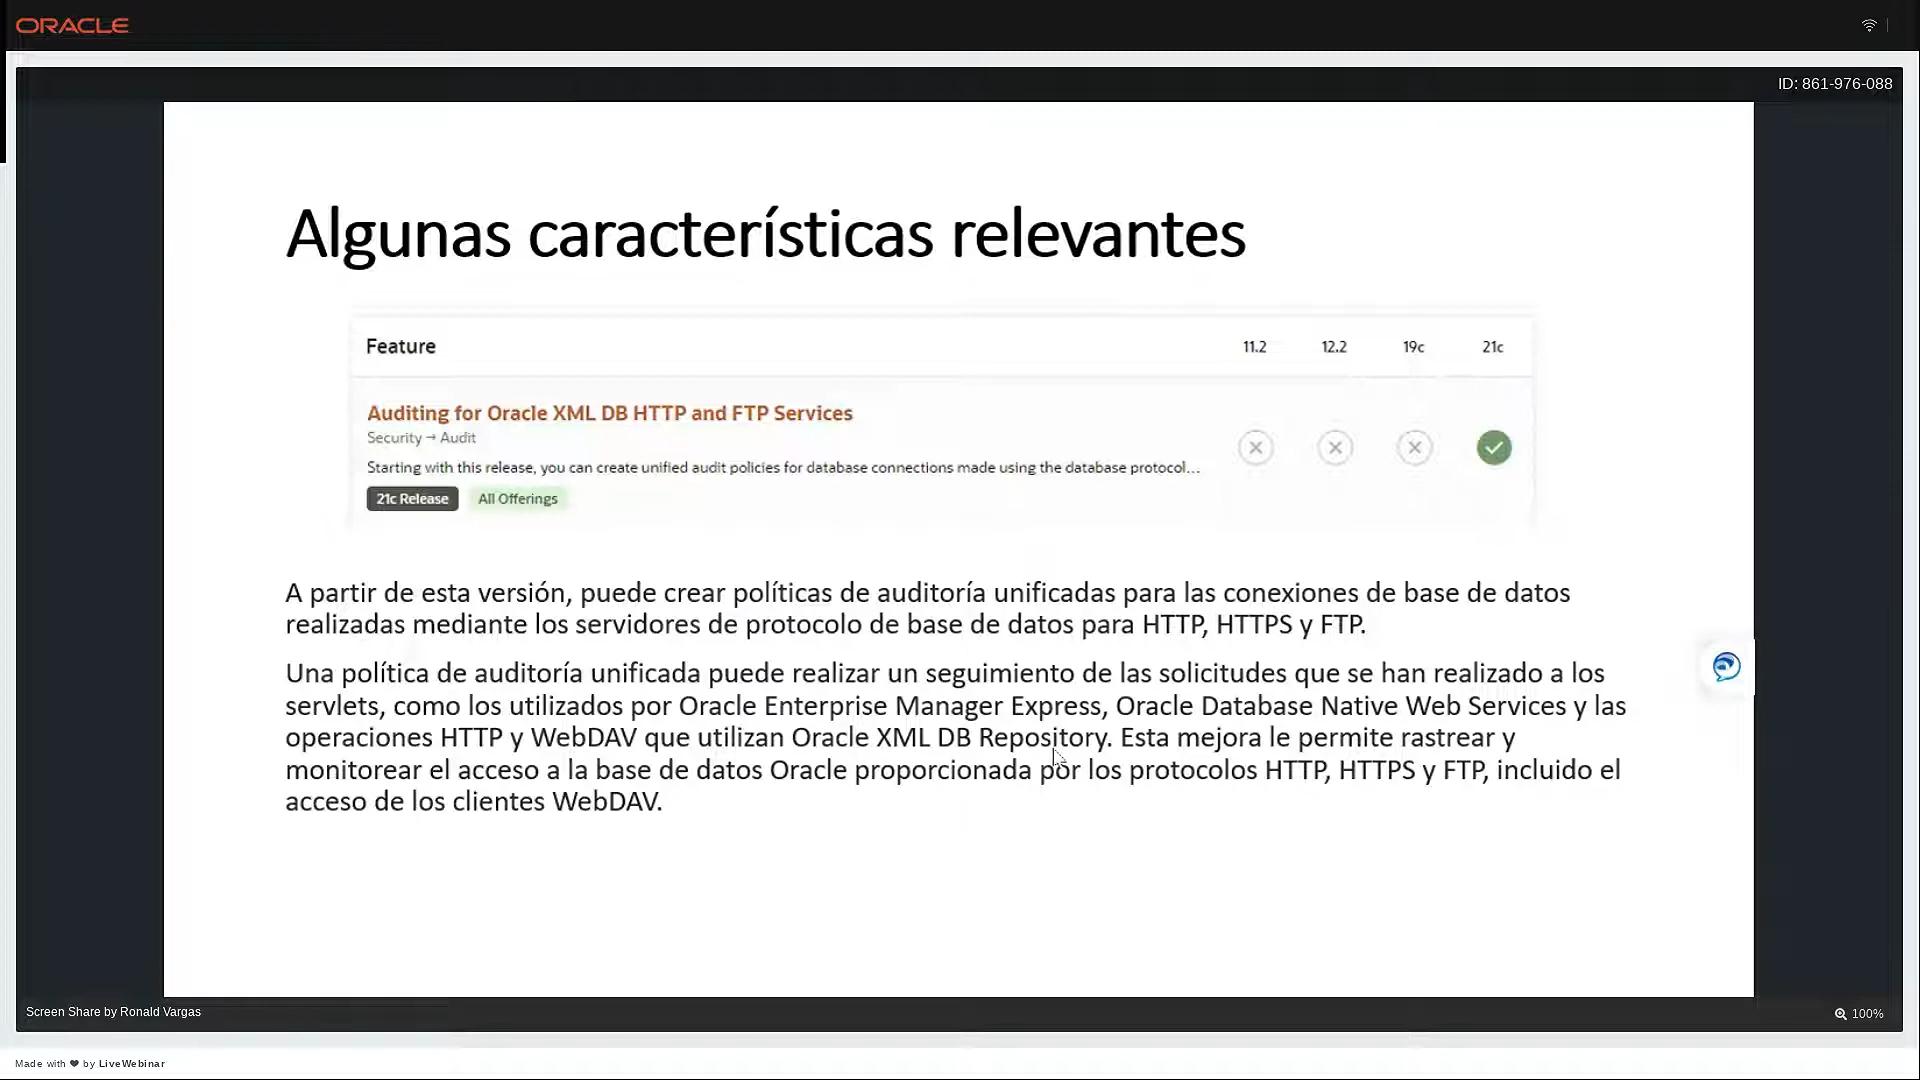 ORACLE
ID: 861-976-088
Algunas características relevantes
Feature 11.2 12.2 19c 21c
Auditing for Oracle XML DB HTTP and FTP Services
Security → Audit
Starting with this release, you can create unified audit policies for database connections made using the database protocol...
21c Release All Offerings
A partir de esta versión, puede crear políticas de auditoría unificadas para las conexiones de base de datos
realizadas mediante los servidores de protocolo de base de datos para HTTP, HTTPS y FTP.
Una política de auditoría unificada puede realizar un seguimiento de las solicitudes que se han realizado a los
servlets, como los utilizados por Oracle Enterprise Manager Express, Oracle Database Native Web Services y las
operaciones HTTP y WebDAV que utilizan Oracle XML DB Repository. Esta mejora le permite rastrear y
monitorear el acceso a la base de datos Oracle proporcionada por los protocolos HTTP, HTTPS y FTP, incluido el
acceso de los clientes WebDAV.
Screen Share by Ronald Vargas
100%
Made with ❤ by LiveWebinar